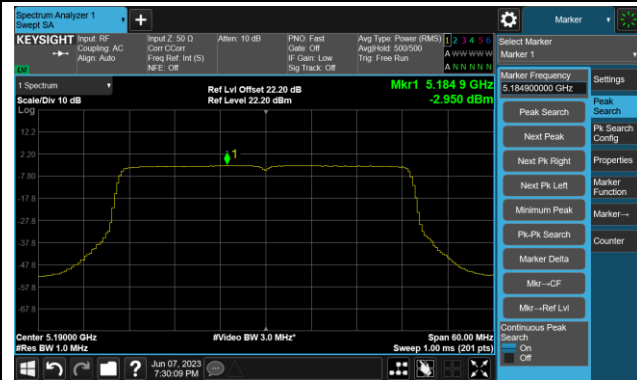 Spectrum Analyzer 1
Swept SA
+
Marker
KEYSIGHT
Input: RF
Coupling: AC
Align: Auto
Input Z: 50 Ω
Corr CCorr
Freq Ref: Int (S)
NFE: Off
Atten: 10 dB
PNO: Fast
Gate: Off
IF Gain: Low
Sig Track: Off
Avg Type: Power (RMS)
Avg|Hold: 500/500
Trig: Free Run
1 2 3 4 5 6
A W W W W W
A N N N N N
Select Marker
Marker 1
1 Spectrum
Scale/Div 10 dB
Log
Ref Lvl Offset 22.20 dB
Ref Level 22.20 dBm
Mkr1 5.184 9 GHz
-2.950 dBm
12.2
2.20
-7.80
-17.8
-27.8
-37.8
-47.8
-57.8
-67.8
1
Center 5.19000 GHz
#Res BW 1.0 MHz
#Video BW 3.0 MHz*
Span 60.00 MHz
Sweep 1.00 ms (201 pts)
Marker Frequency
5.184900000 GHz
Peak Search
Next Peak
Next Pk Right
Next Pk Left
Minimum Peak
Pk-Pk Search
Marker Delta
Mkr→CF
Mkr→Ref Lvl
Continuous Peak
Search
On
Off
Settings
Peak
Search
Pk Search
Config
Properties
Marker
Function
Marker→
Counter
?
Jun 07, 2023
7:30:09 PM